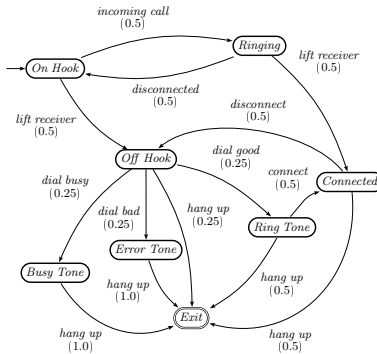 incoming call
(0.5)
Ringing
On Hook
lift receiver
(0.5)
disconnected
(0.5)
disconnect
(0.5)
lift receiver
(0.5)
Off Hook
dial good
(0.25)
connect
(0.5)
Connected
dial busy
(0.25)
dial bad
(0.25)
hang up
(0.25)
Ring Tone
Error Tone
Busy Tone
hang up
(1.0)
hang up
(0.5)
Exit
hang up
(1.0)
hang up
(0.5)